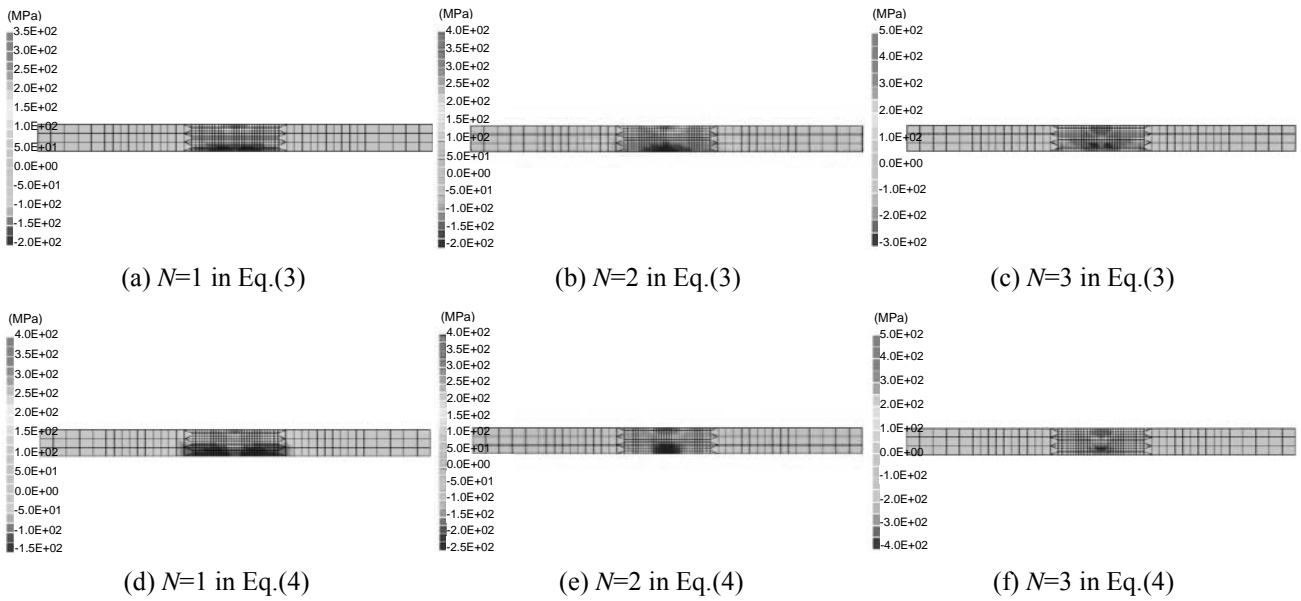 (MPa)
3.5E+02
3.0E+02
2.5E+02
2.0E+02
1.5E+02
1.0E+02
5.0E+01
0.0E+00
-5.0E+01
-1.0E+02
-1.5E+02
-2.0E+02
(a) N=1 in Eq.(3)
(MPa)
4.0E+02
3.5E+02
3.0E+02
2.5E+02
2.0E+02
1.5E+02
1.0E+02
5.0E+01
0.0E+00
-5.0E+01
-1.0E+02
-1.5E+02
-2.0E+02
(b) N=2 in Eq.(3)
(MPa)
5.0E+02
4.0E+02
3.0E+02
2.0E+02
1.0E+02
0.0E+00
-1.0E+02
-2.0E+02
-3.0E+02
(c) N=3 in Eq.(3)
(MPa)
4.0E+02
3.5E+02
3.0E+02
2.5E+02
2.0E+02
1.5E+02
1.0E+02
5.0E+01
0.0E+00
-5.0E+01
-1.0E+02
-1.5E+02
(d) N=1 in Eq.(4)
(MPa)
4.0E+02
3.5E+02
3.0E+02
2.5E+02
2.0E+02
1.5E+02
1.0E+02
5.0E+01
0.0E+00
-5.0E+01
-1.0E+02
-1.5E+02
-2.0E+02
-2.5E+02
(e) N=2 in Eq.(4)
(MPa)
5.0E+02
4.0E+02
3.0E+02
2.0E+02
1.0E+02
0.0E+00
-1.0E+02
-2.0E+02
-3.0E+02
-4.0E+02
(f) N=3 in Eq.(4)